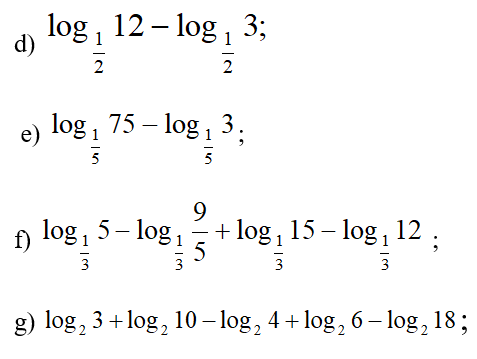 d) log_{1/2} 12 − log_{1/2} 3;
e) log_{1/5} 75 − log_{1/5} 3;
f) log_{1/3} 5 − log_{1/3} 9/5 + log_{1/3} 15 − log_{1/3} 12 ;
g) log_2 3 + log_2 10 − log_2 4 + log_2 6 − log_2 18;